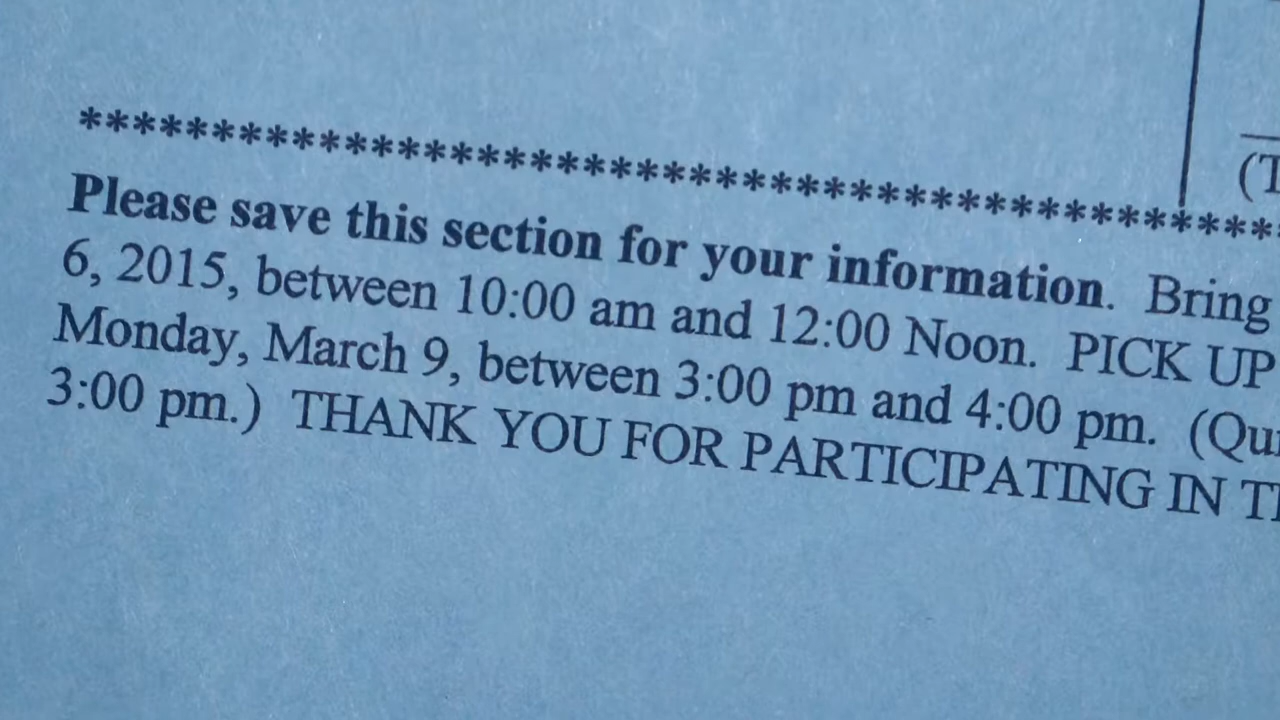 ************************************************
Please save this section for your information. Bring
6, 2015, between 10:00 am and 12:00 Noon. PICK UP
Monday, March 9, between 3:00 pm and 4:00 pm. (Qui
3:00 pm.) THANK YOU FOR PARTICIPATING IN TH
(T